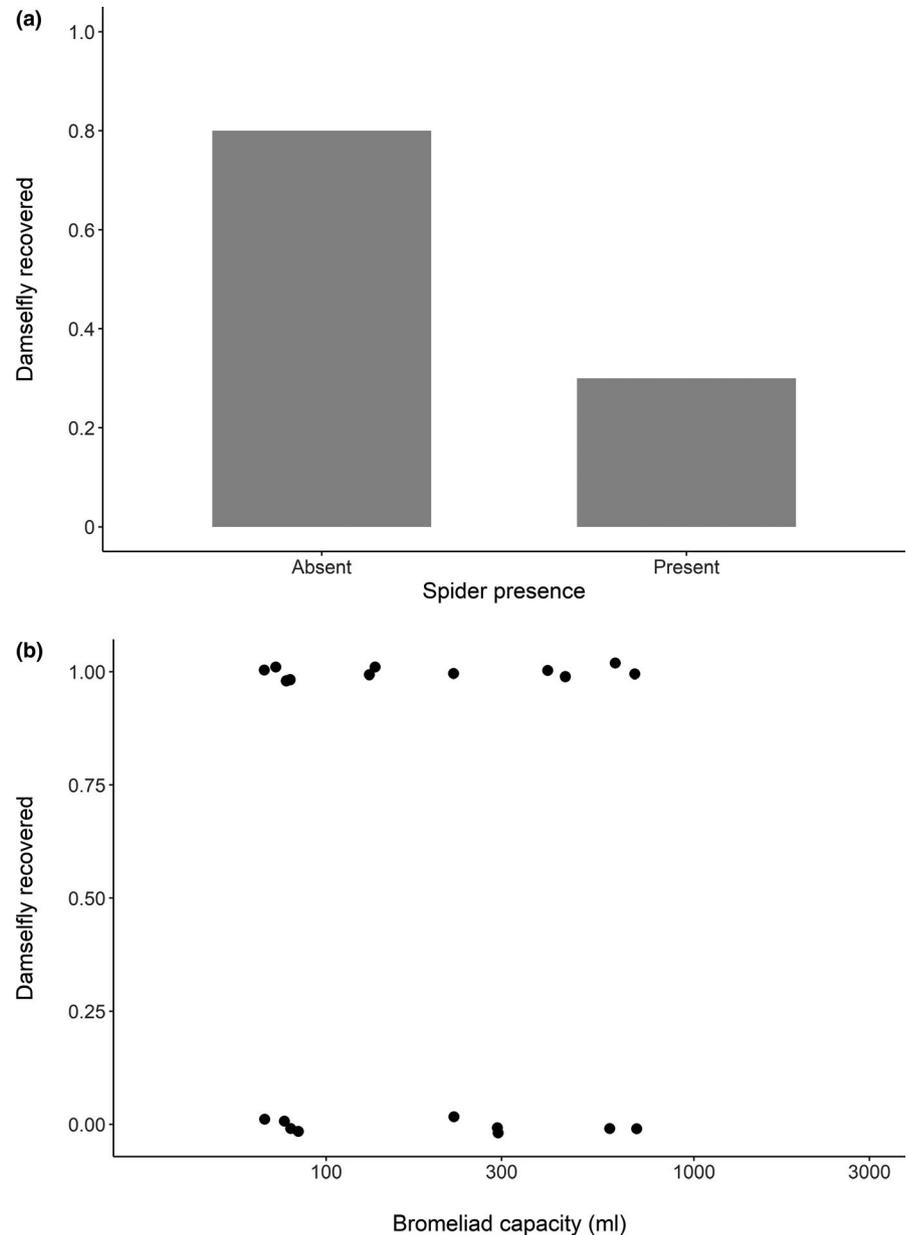 (a)
1.0
0.8
0.6
0.4
0.2
0
Damselfly recovered
Absent
Present
Spider presence
(b)
1.00
0.75
0.50
0.25
0.00
Damselfly recovered
100
300
1000
3000
Bromeliad capacity (ml)